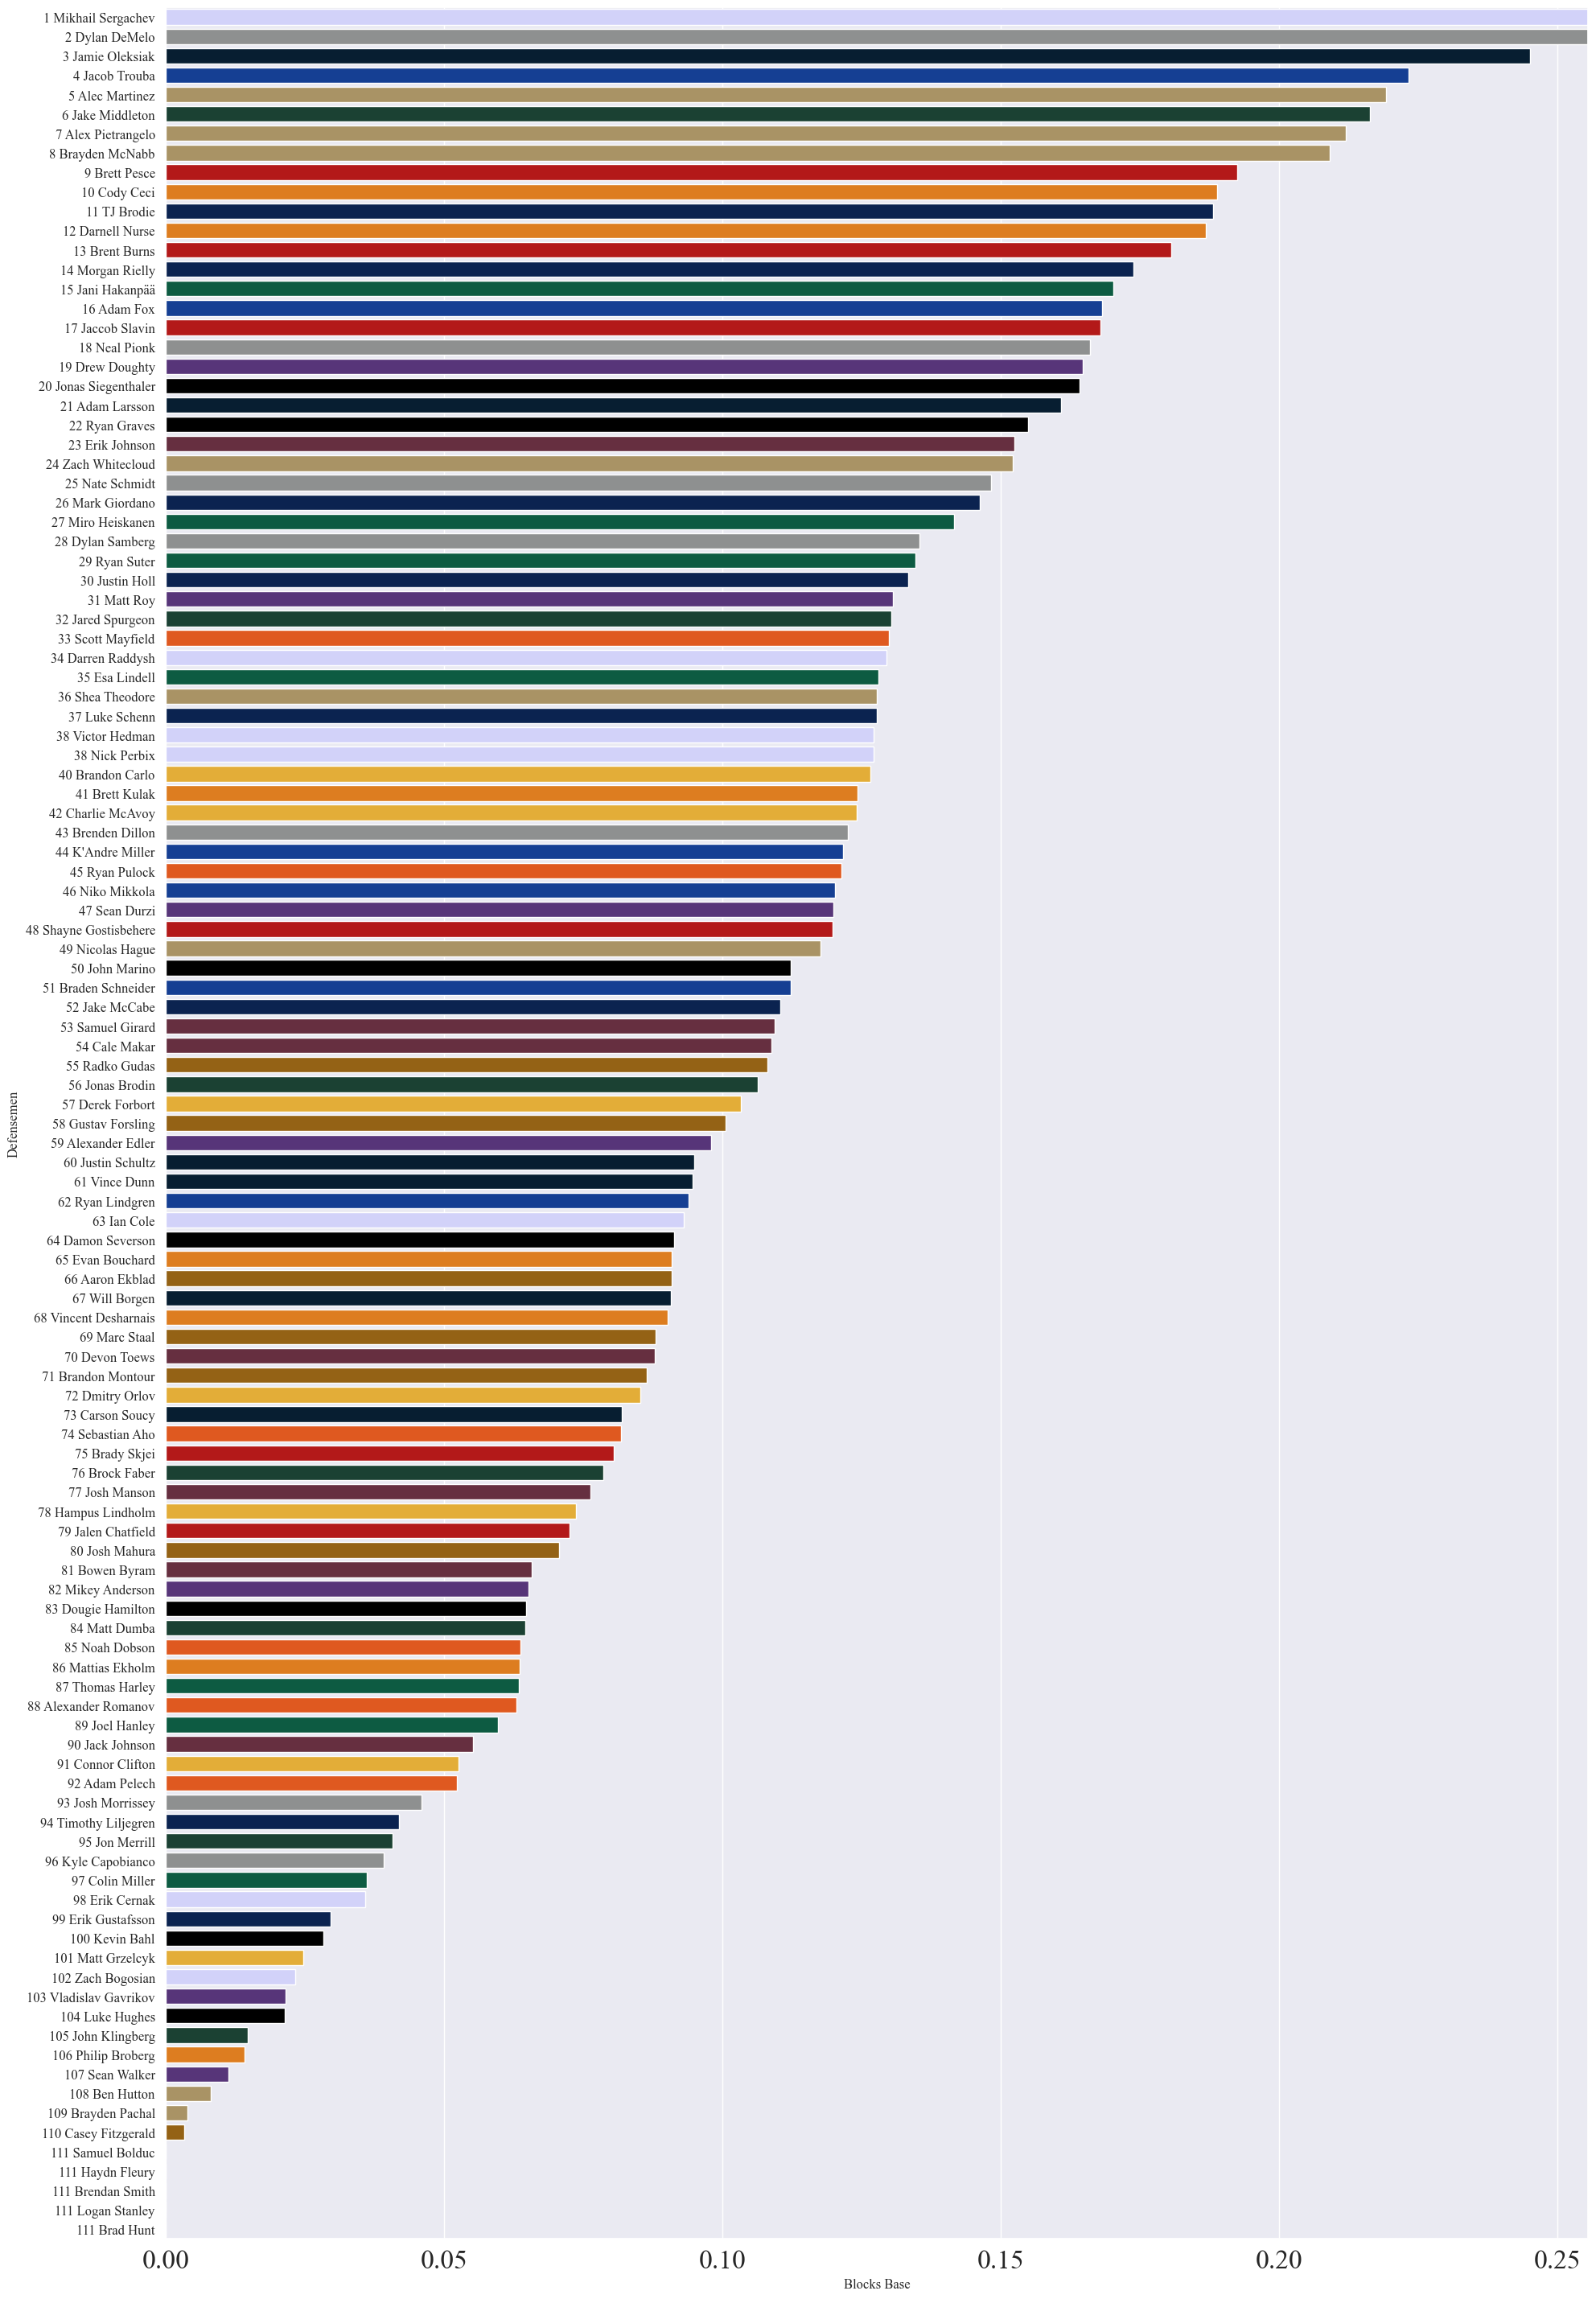 1 Mikhail Sergachev
2 Dylan DeMelo
3 Jamie Oleksiak
4 Jacob Trouba
5 Alec Martinez
6 Jake Middleton
7 Alex Pietrangelo
8 Brayden McNabb
9 Brett Pesce
10 Cody Ceci
11 TJ Brodie
12 Darnell Nurse
13 Brent Burns
14 Morgan Rielly
15 Jani Hakanpää
16 Adam Fox
17 Jaccob Slavin
18 Neal Pionk
19 Drew Doughty
20 Jonas Siegenthaler
21 Adam Larsson
22 Ryan Graves
23 Erik Johnson
24 Zach Whitecloud
25 Nate Schmidt
26 Mark Giordano
27 Miro Heiskanen
28 Dylan Samberg
29 Ryan Suter
30 Justin Holl
31 Matt Roy
32 Jared Spurgeon
33 Scott Mayfield
34 Darren Raddysh
35 Esa Lindell
36 Shea Theodore
37 Luke Schenn
38 Victor Hedman
38 Nick Perbix
40 Brandon Carlo
41 Brett Kulak
42 Charlie McAvoy
43 Brenden Dillon
44 K'Andre Miller
45 Ryan Pulock
46 Niko Mikkola
47 Sean Durzi
48 Shayne Gostisbehere
49 Nicolas Hague
50 John Marino
51 Braden Schneider
52 Jake McCabe
53 Samuel Girard
54 Cale Makar
55 Radko Gudas
56 Jonas Brodin
57 Derek Forbort
58 Gustav Forsling
59 Alexander Edler
60 Justin Schultz
61 Vince Dunn
62 Ryan Lindgren
63 Ian Cole
64 Damon Severson
65 Evan Bouchard
66 Aaron Ekblad
67 Will Borgen
68 Vincent Desharnais
69 Marc Staal
70 Devon Toews
71 Brandon Montour
72 Dmitry Orlov
73 Carson Soucy
74 Sebastian Aho
75 Brady Skjei
76 Brock Faber
77 Josh Manson
78 Hampus Lindholm
79 Jalen Chatfield
80 Josh Mahura
81 Bowen Byram
82 Mikey Anderson
83 Dougie Hamilton
84 Matt Dumba
85 Noah Dobson
86 Mattias Ekholm
87 Thomas Harley
88 Alexander Romanov
89 Joel Hanley
90 Jack Johnson
91 Connor Clifton
92 Adam Pelech
93 Josh Morrissey
94 Timothy Liljegren
95 Jon Merrill
96 Kyle Capobianco
97 Colin Miller
98 Erik Cernak
99 Erik Gustafsson
100 Kevin Bahl
101 Matt Grzelcyk
102 Zach Bogosian
103 Vladislav Gavrikov
104 Luke Hughes
105 John Klingberg
106 Philip Broberg
107 Sean Walker
108 Ben Hutton
109 Brayden Pachal
110 Casey Fitzgerald
111 Samuel Bolduc
111 Haydn Fleury
111 Brendan Smith
111 Logan Stanley
111 Brad Hunt
Defensemen
0.00 0.05 0.10 0.15 0.20 0.25
Blocks Base